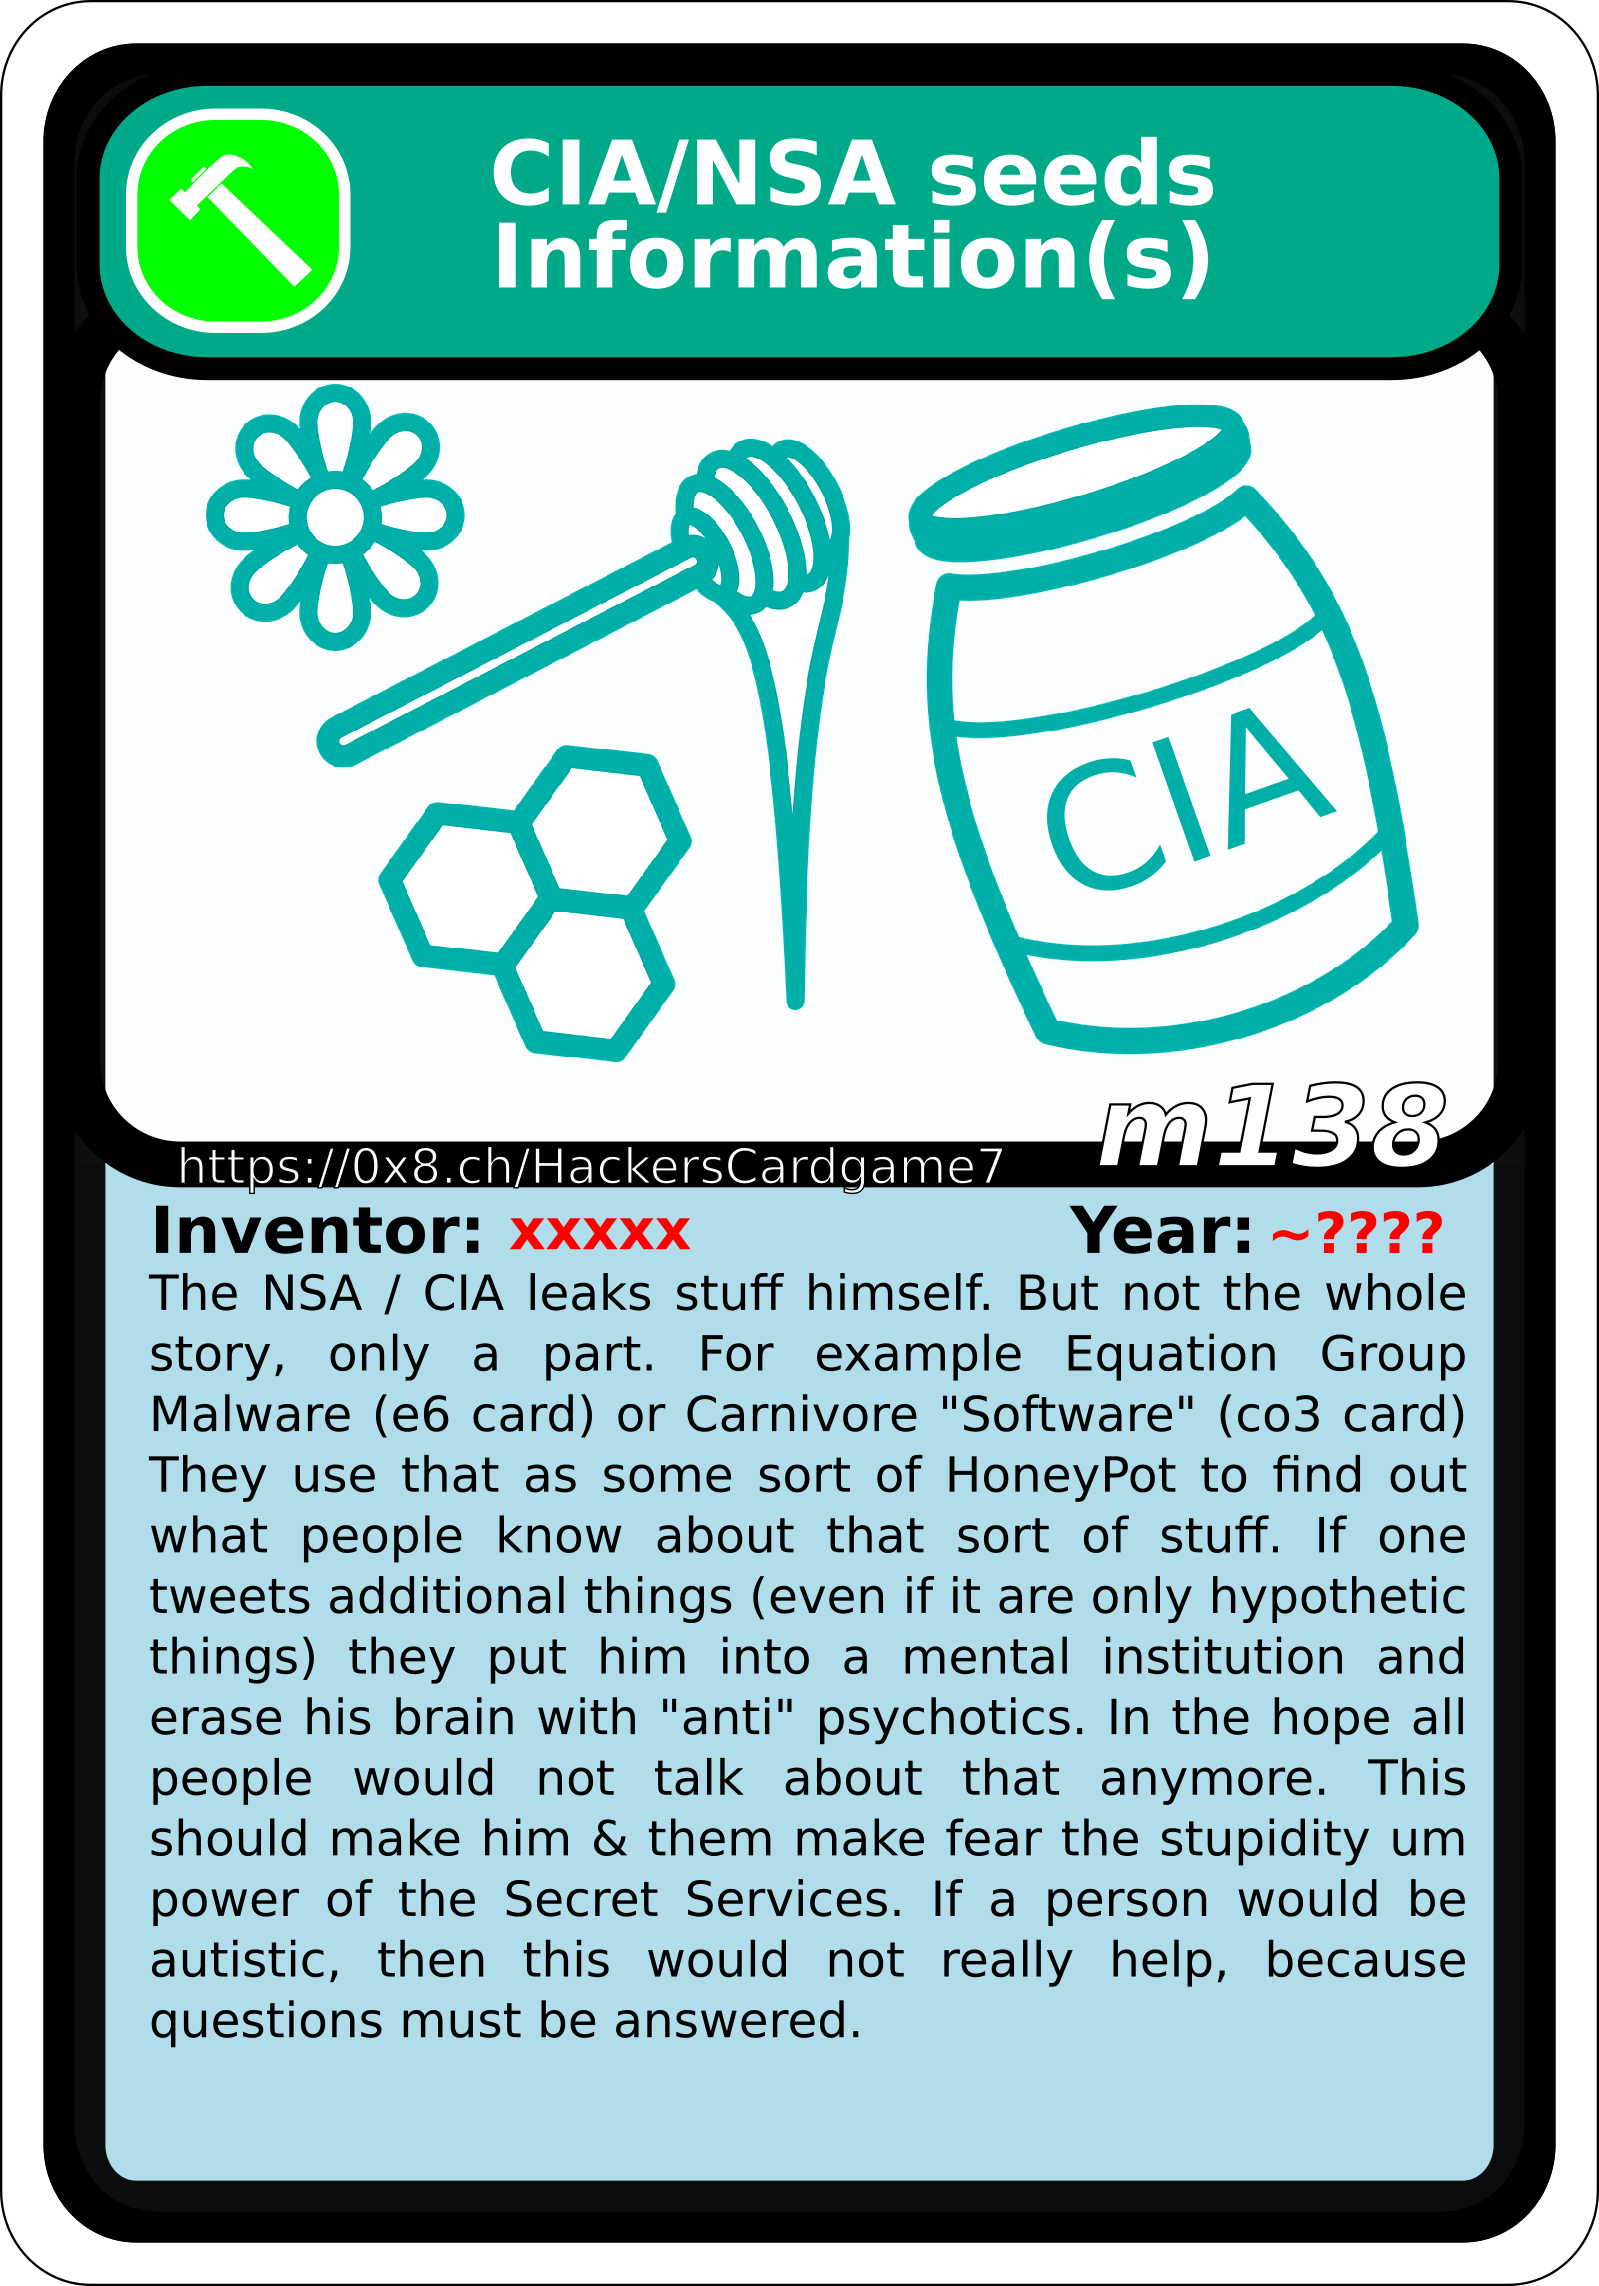 CIA/NSA seeds
Information(s)
CIA
m138
https://0x8.ch/HackersCardgame7
Inventor: xxxxx Year: ~????
The NSA / CIA leaks stuff himself. But not the whole
story, only a part. For example Equation Group
Malware (e6 card) or Carnivore "Software" (co3 card)
They use that as some sort of HoneyPot to find out
what people know about that sort of stuff. If one
tweets additional things (even if it are only hypothetic
things) they put him into a mental institution and
erase his brain with "anti" psychotics. In the hope all
people would not talk about that anymore. This
should make him & them make fear the stupidity um
power of the Secret Services. If a person would be
autistic, then this would not really help, because
questions must be answered.